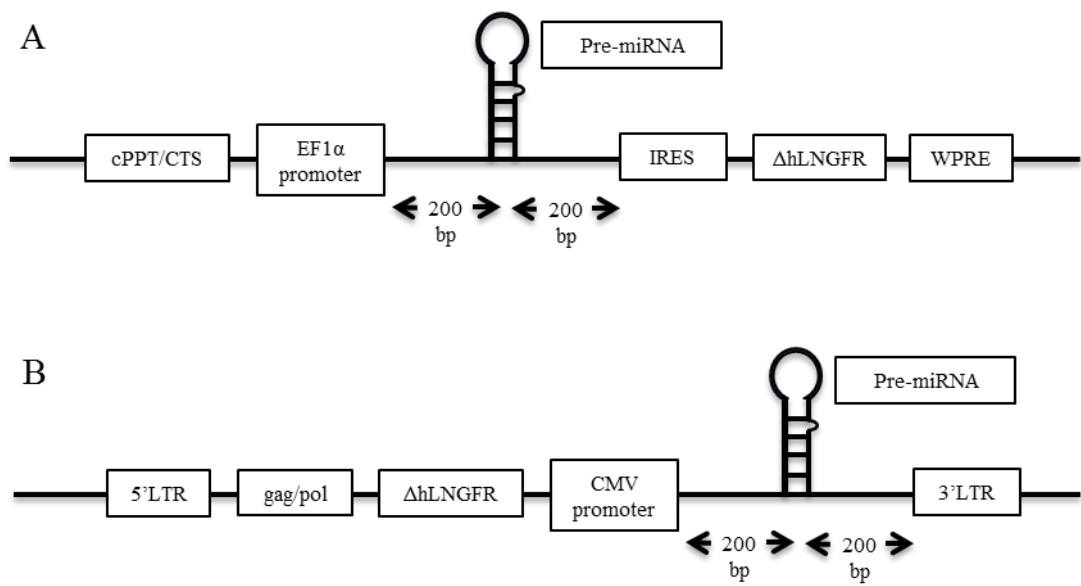 A
Pre-miRNA
cPPT/CTS
EF1α
promoter
IRES
ΔhLNGFR
WPRE
200
bp
200
bp
B
Pre-miRNA
5’LTR
gag/pol
ΔhLNGFR
CMV
promoter
3’LTR
200
bp
200
bp